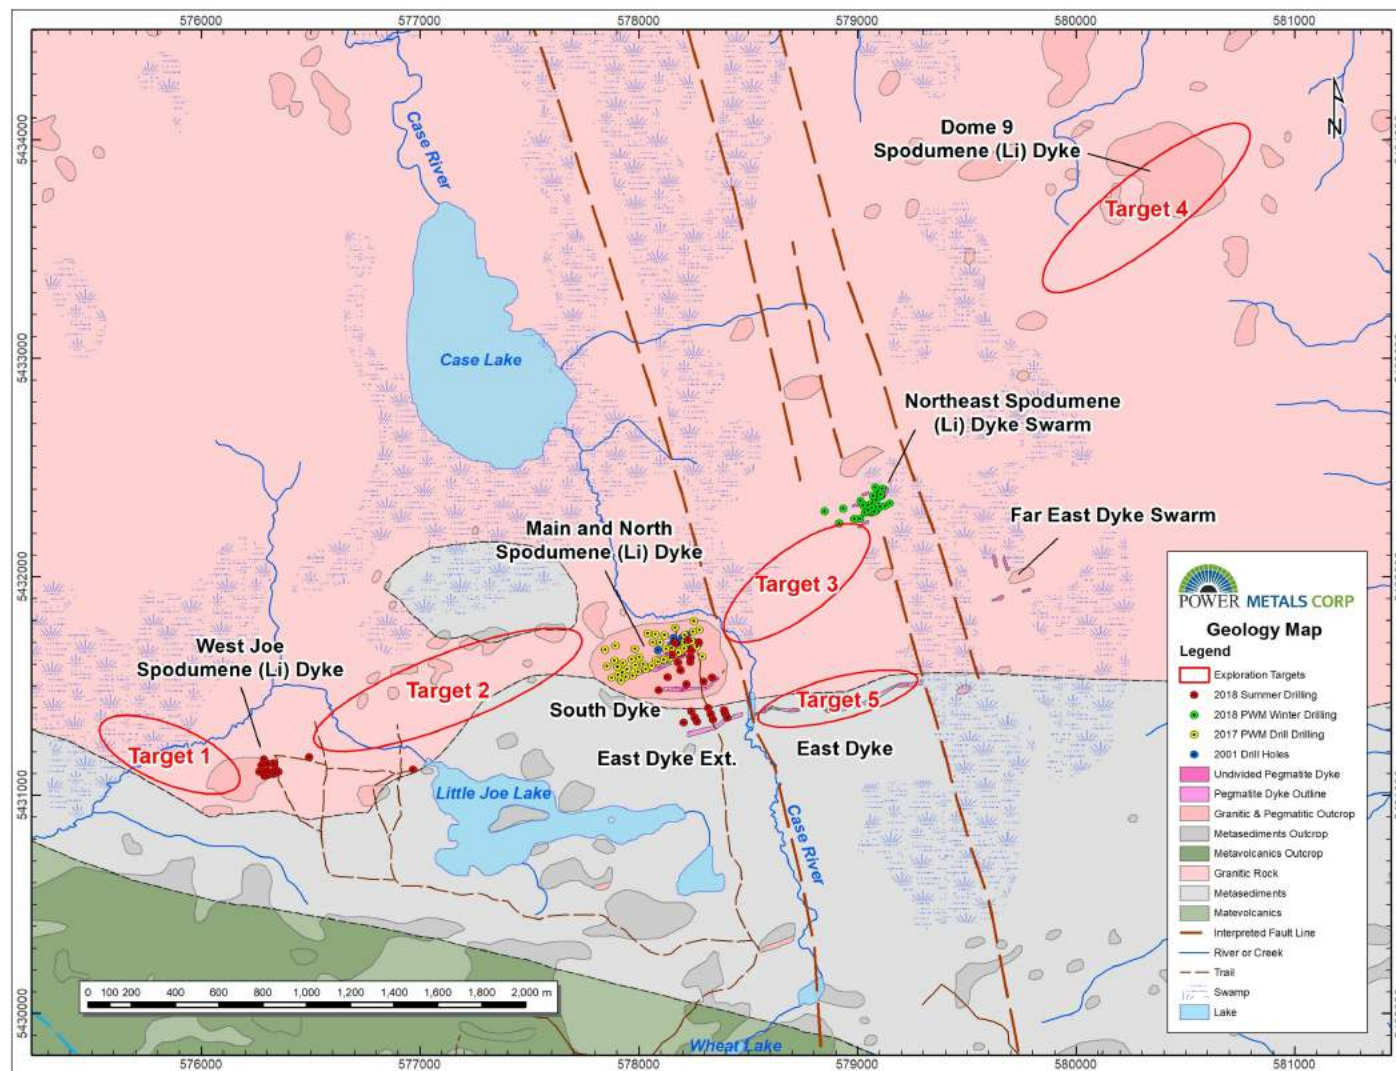 576000
577000
578000
579000
580000
581000
5434000
5433000
5432000
5431000
5430000
Case River
Dome 9
Spodumene (Li) Dyke
Target 4
N
Case Lake
Northeast Spodumene
(Li) Dyke Swarm
Far East Dyke Swarm
Main and North
Spodumene (Li) Dyke
Target 3
West Joe
Spodumene (Li) Dyke
Target 2
Target 1
South Dyke
Target 5
East Dyke Ext.
East Dyke
Little Joe Lake
Case River
Wheat Lake
0 100 200 400 600 800 1,000 1,200 1,400 1,600 1,800 2,000 m
POWER METALS CORP
Geology Map
Legend
Exploration Targets
2018 Summer Drilling
2018 PWM Winter Drilling
2017 PWM Drill Drilling
2001 Drill Holes
Undivided Pegmatite Dyke
Pegmatite Dyke Outline
Granitic & Pegmatitic Outcrop
Metasediments Outcrop
Metavolcanics Outcrop
Granitic Rock
Metasediments
Matevolcanics
Interpreted Fault Line
River or Creek
Trail
Swamp
Lake
576000
577000
578000
579000
580000
581000